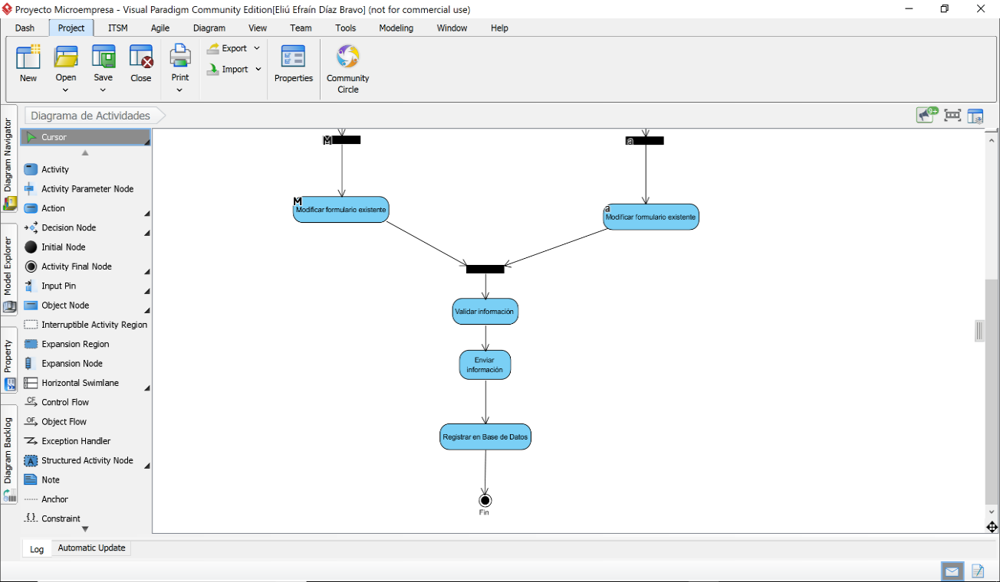 Proyecto Microempresa - Visual Paradigm Community Edition[Eliú Efraín Díaz Bravo] (not for commercial use)
Dash Project ITSM Agile Diagram View Team Tools Modeling Window Help
New Open Save Close Print Export Import Properties Community Circle
Diagrama de Actividades
9+
Diagram Navigator
Model Explorer
Property
Diagram Backlog
Cursor
Activity
Activity Parameter Node
Action
Decision Node
Initial Node
Activity Final Node
Input Pin
Object Node
Interruptible Activity Region
Expansion Region
Expansion Node
Horizontal Swimlane
CF Control Flow
OF Object Flow
Exception Handler
A Structured Activity Node
Note
Anchor
{} Constraint
M
a
M
Modificar formulario existente
a
Modificar formulario existente
Validar información
Enviar
información
Registrar en Base de Datos
Fin
Log Automatic Update